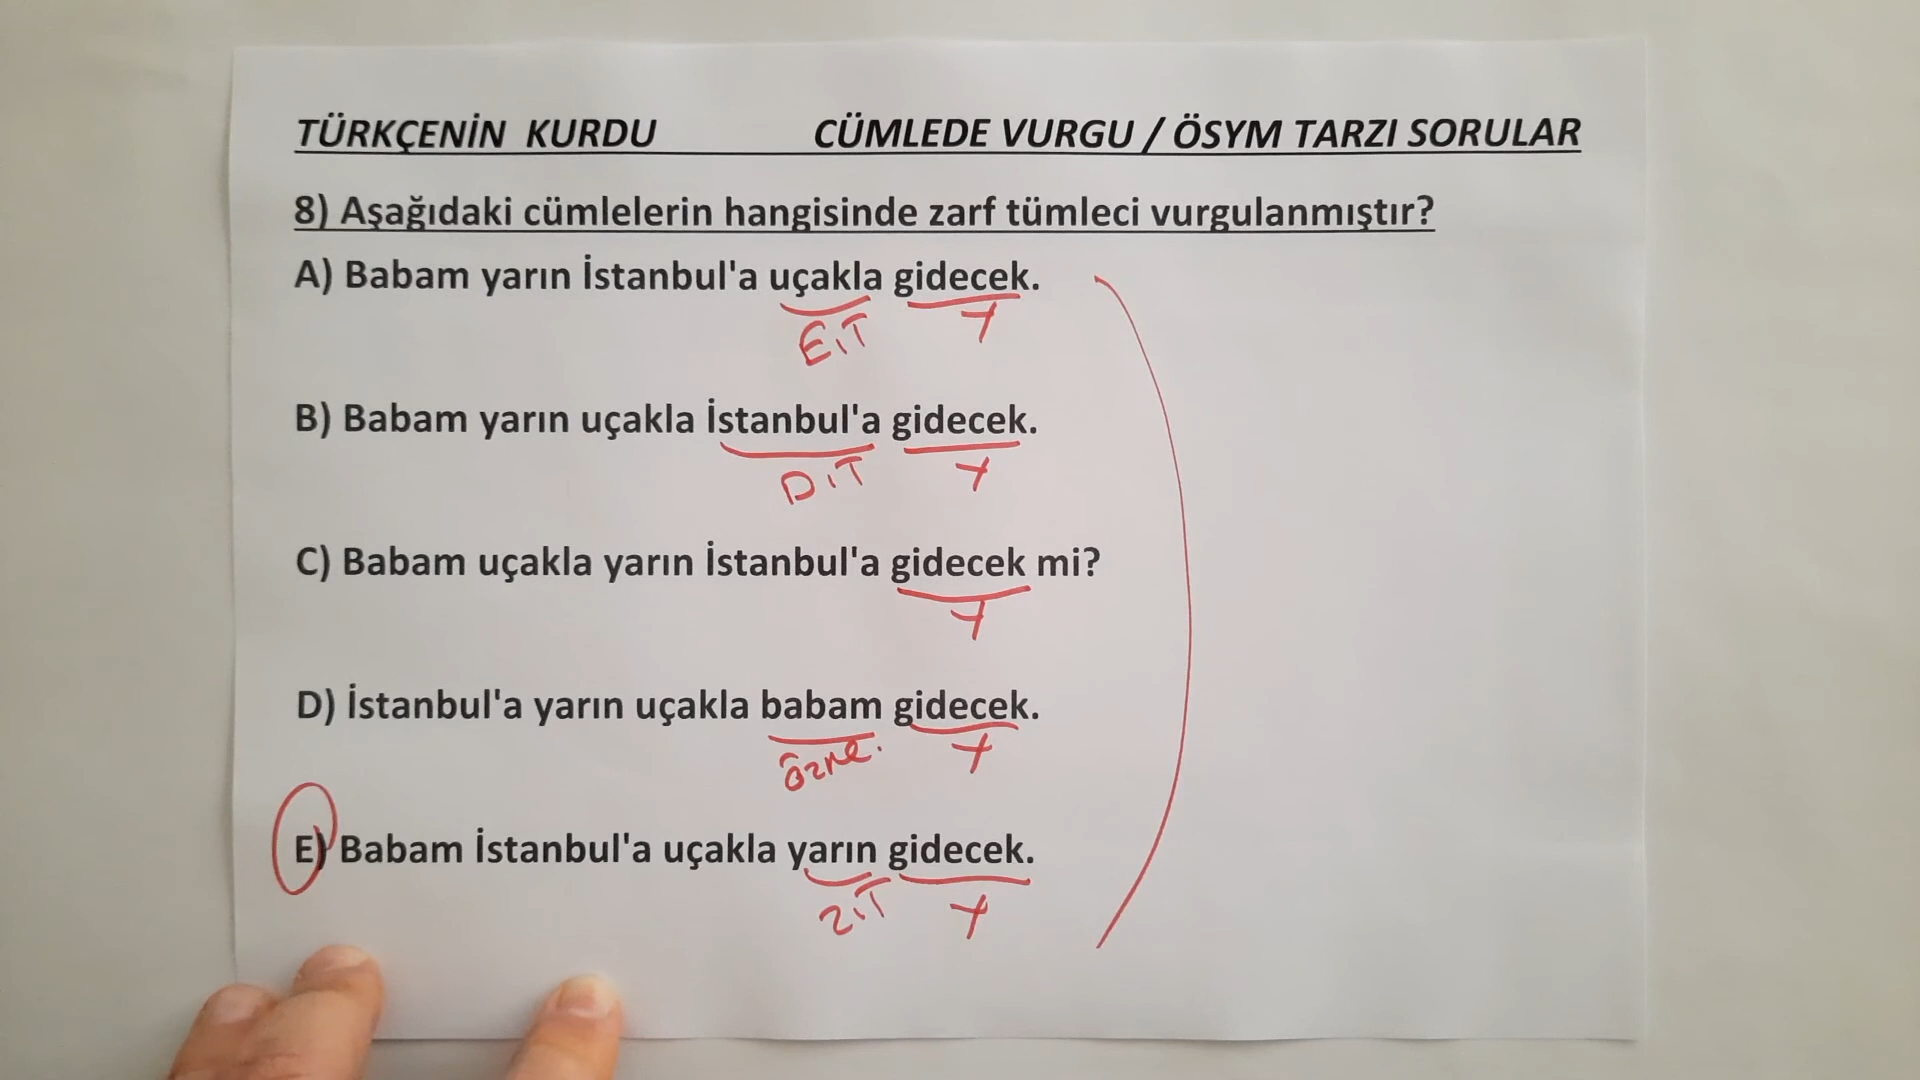 TÜRKÇENİN KURDU CÜMLEDE VURGU / ÖSYM TARZI SORULAR
8) Aşağıdaki cümlelerin hangisinde zarf tümleci vurgulanmıştır?
A) Babam yarın İstanbul'a uçakla gidecek.
E.T Y
B) Babam yarın uçakla İstanbul'a gidecek.
D.T Y
C) Babam uçakla yarın İstanbul'a gidecek mi?
Y
D) İstanbul'a yarın uçakla babam gidecek.
özne. Y
E) Babam İstanbul'a uçakla yarın gidecek.
Z.T Y